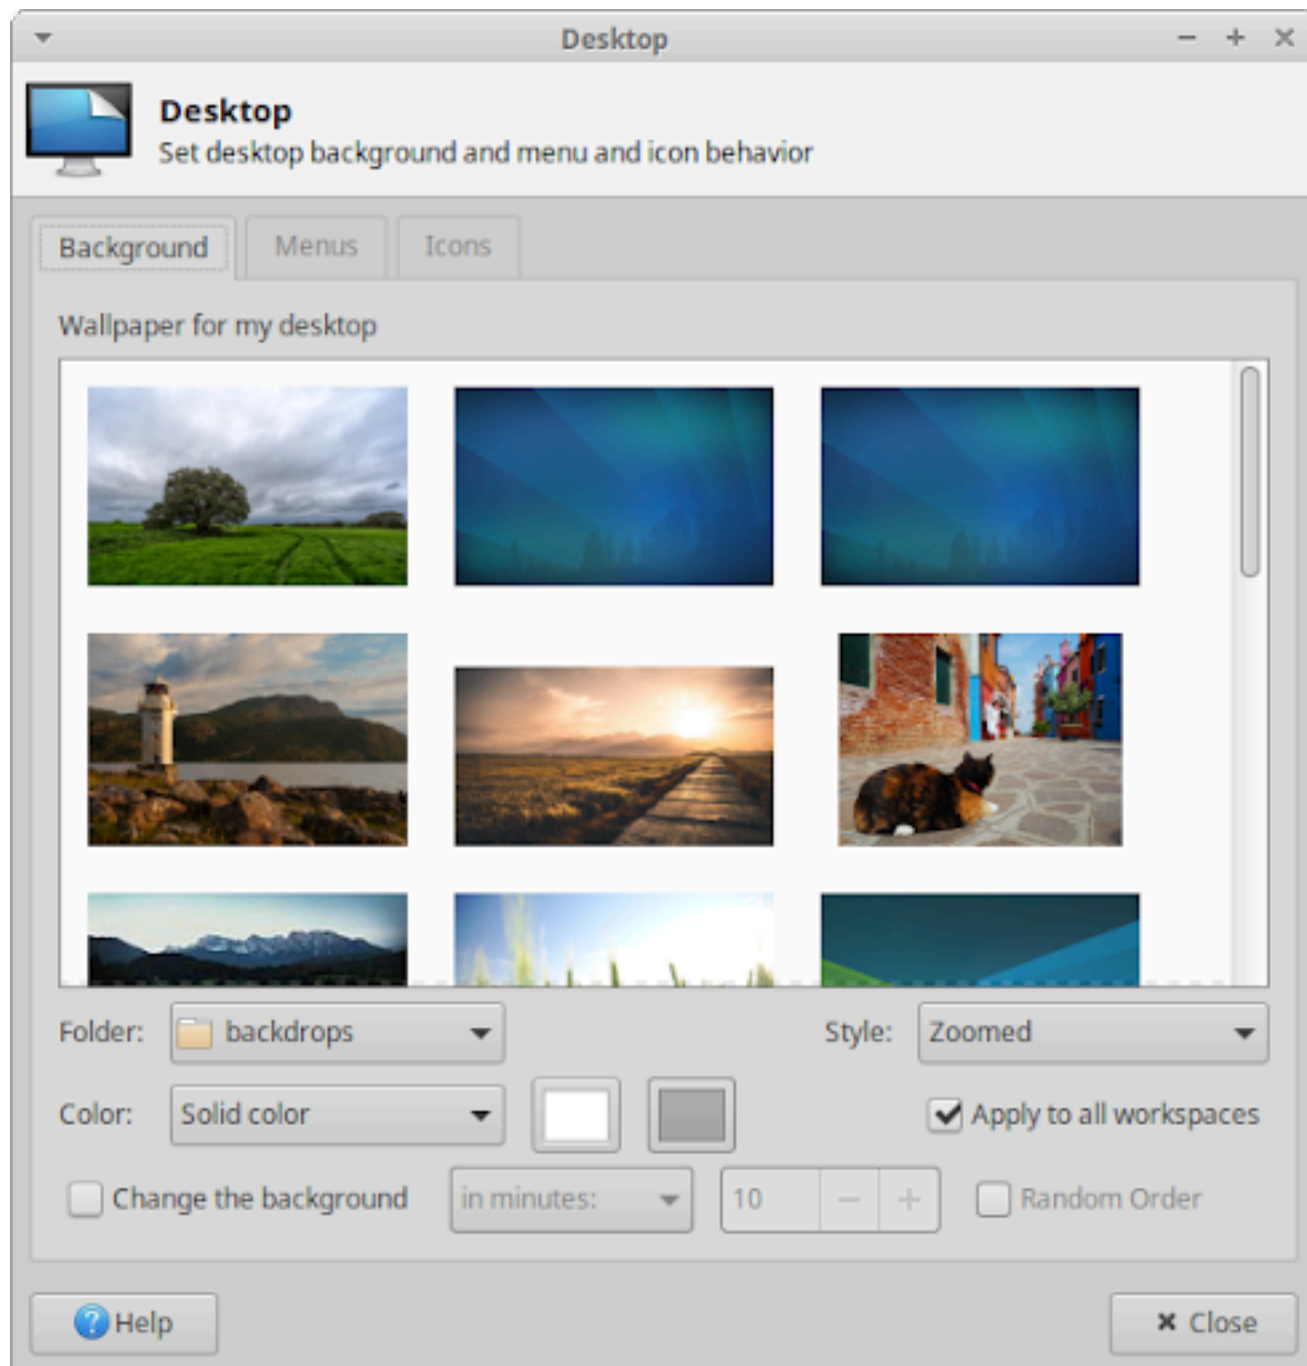 Desktop
Desktop
Set desktop background and menu and icon behavior
Background Menus Icons
Wallpaper for my desktop
Folder: backdrops Style: Zoomed
Color: Solid color Apply to all workspaces
Change the background in minutes: 10 Random Order
Help Close